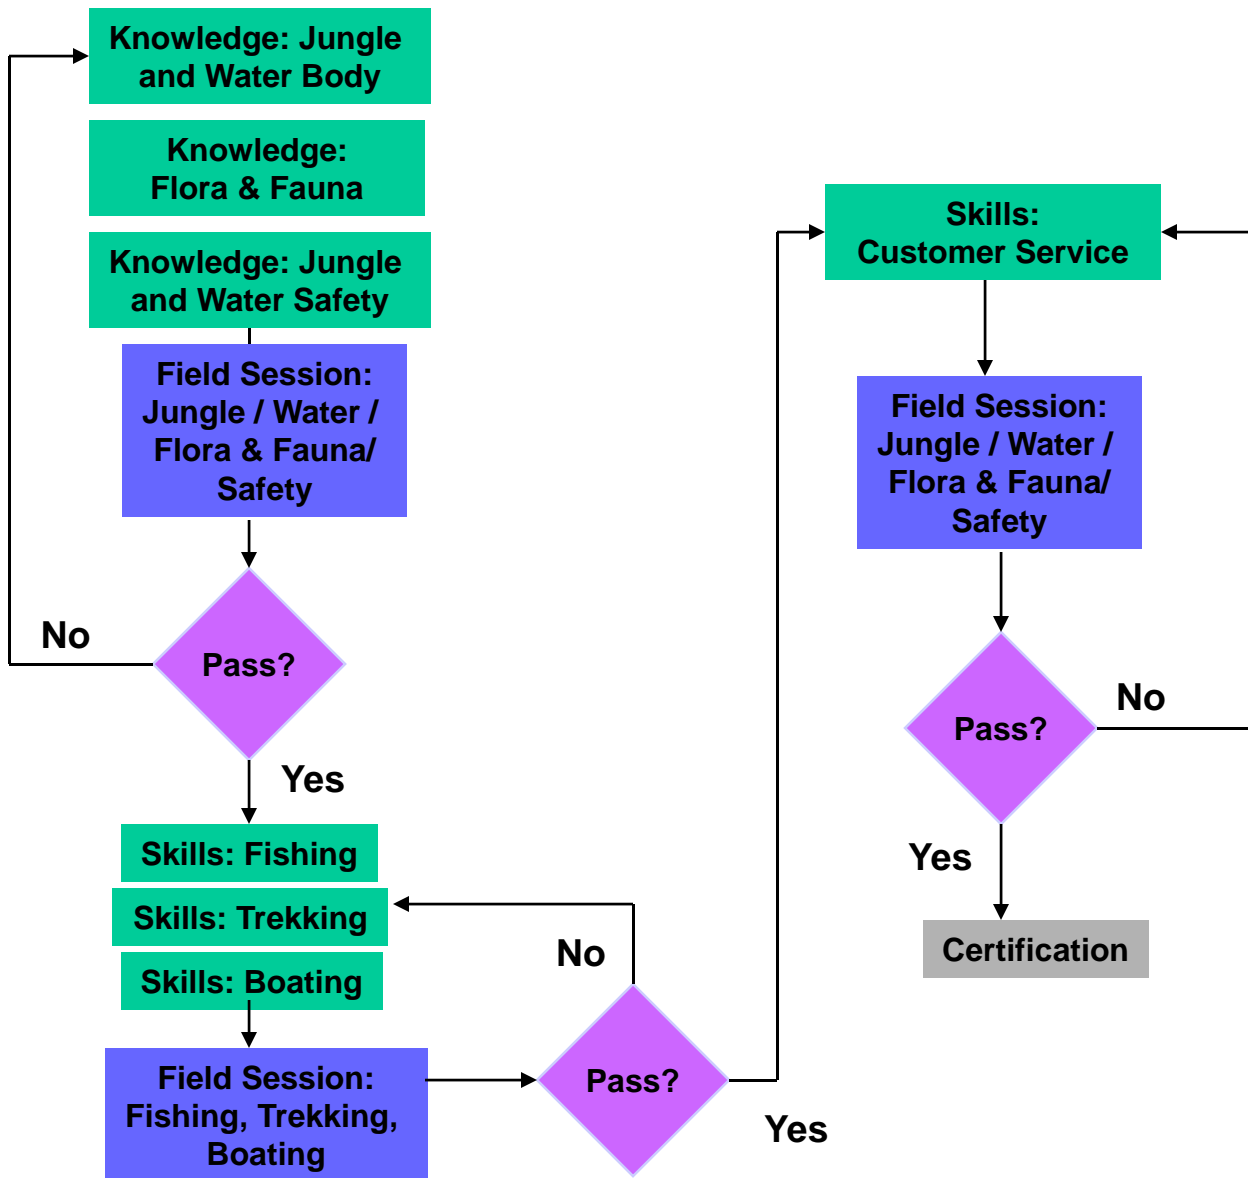 Knowledge: Jungle
and Water Body
Knowledge:
Flora & Fauna
Knowledge: Jungle
and Water Safety
Field Session:
Jungle / Water /
Flora & Fauna/
Safety
No
Pass?
Yes
Skills: Fishing
Skills: Trekking
Skills: Boating
Field Session:
Fishing, Trekking,
Boating
No
Pass?
Yes
Skills:
Customer Service
Field Session:
Jungle / Water /
Flora & Fauna/
Safety
Pass?
No
Yes
Certification